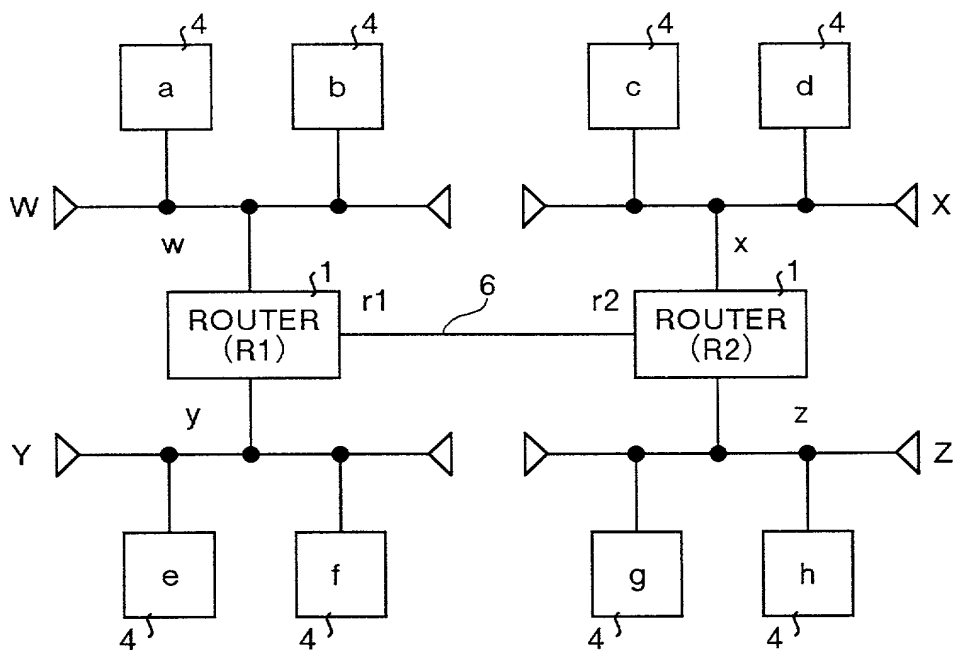 4 4 4 4
a b c d
W X
w x
1 1
r1 6 r2
ROUTER ROUTER
(R1) (R2)
y z
Y Z
e f g h
4 4 4 4